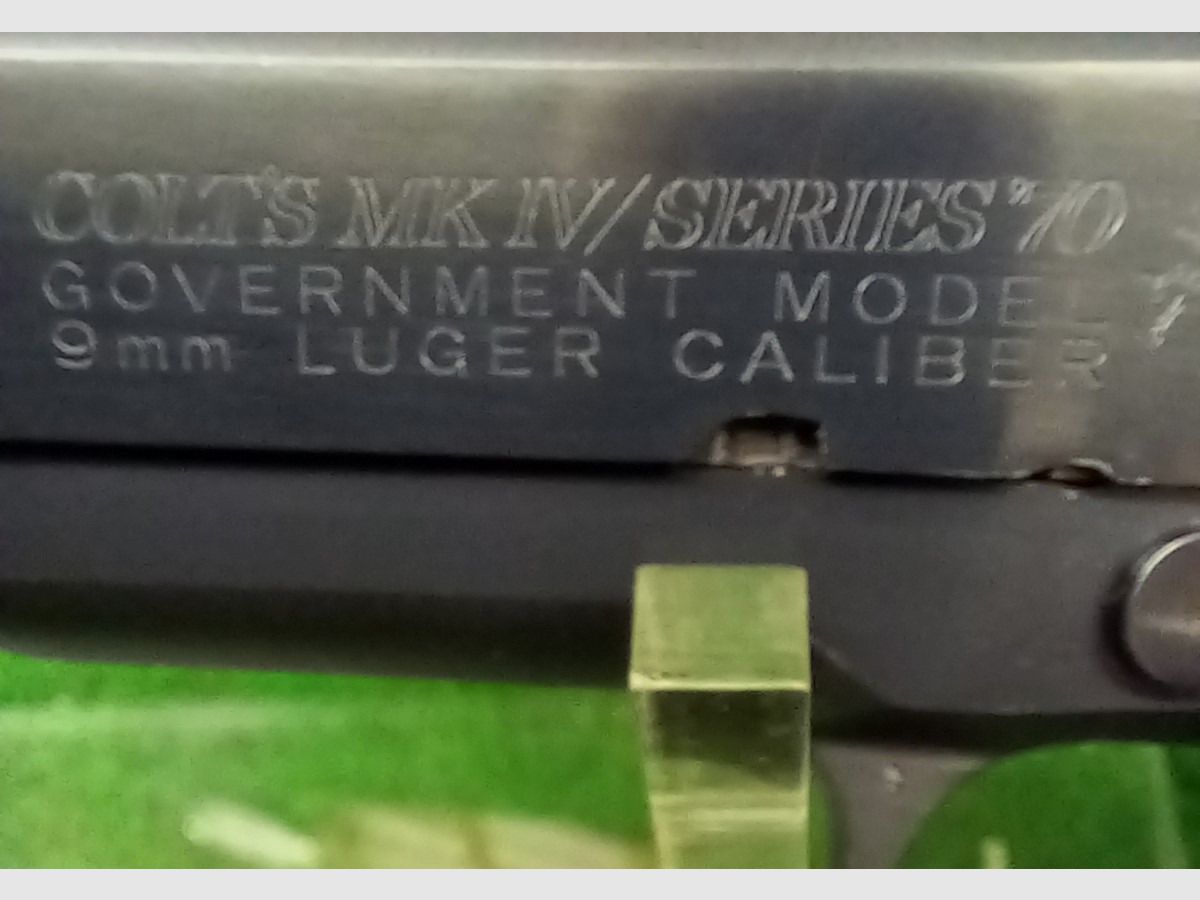 COLT'S MK IV/SERIES'70
GOVERNMENT MODEL
9mm LUGER CALIBER